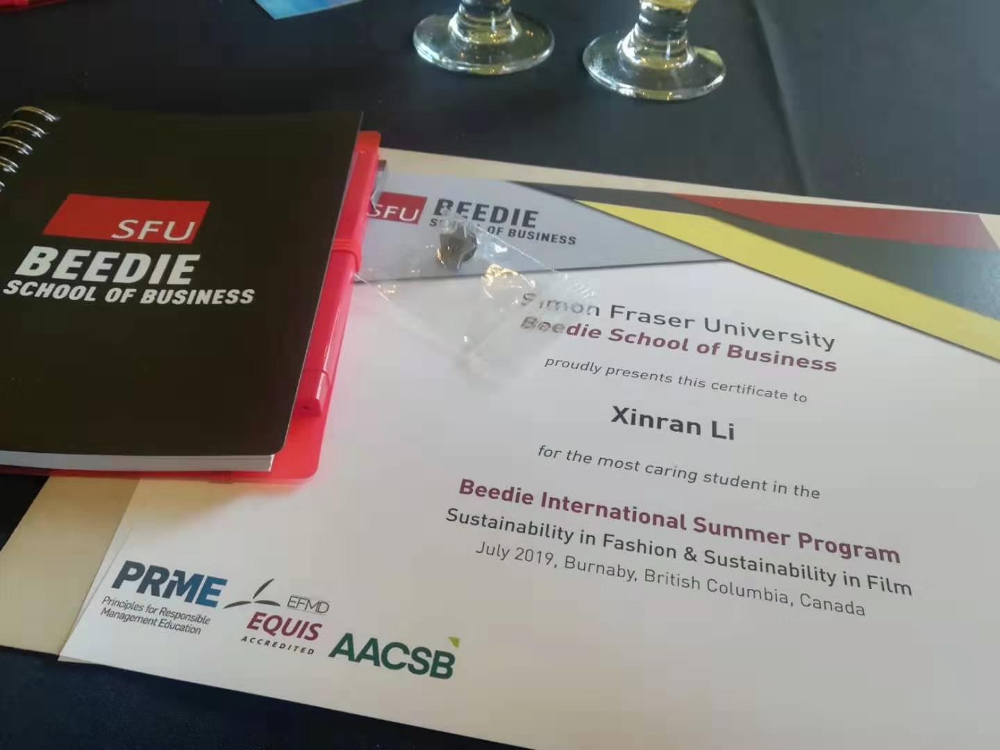 SFU
BEEDIE
SCHOOL OF BUSINESS
SFU
BEEDIE
SCHOOL OF BUSINESS
Simon Fraser University
Beedie School of Business
proudly presents this certificate to
Xinran Li
for the most caring student in the
Beedie International Summer Program
Sustainability in Fashion & Sustainability in Film
July 2019, Burnaby, British Columbia, Canada
PRiME
Principles for Responsible
Management Education
EFMD
EQUIS
ACCREDITED
AACSB